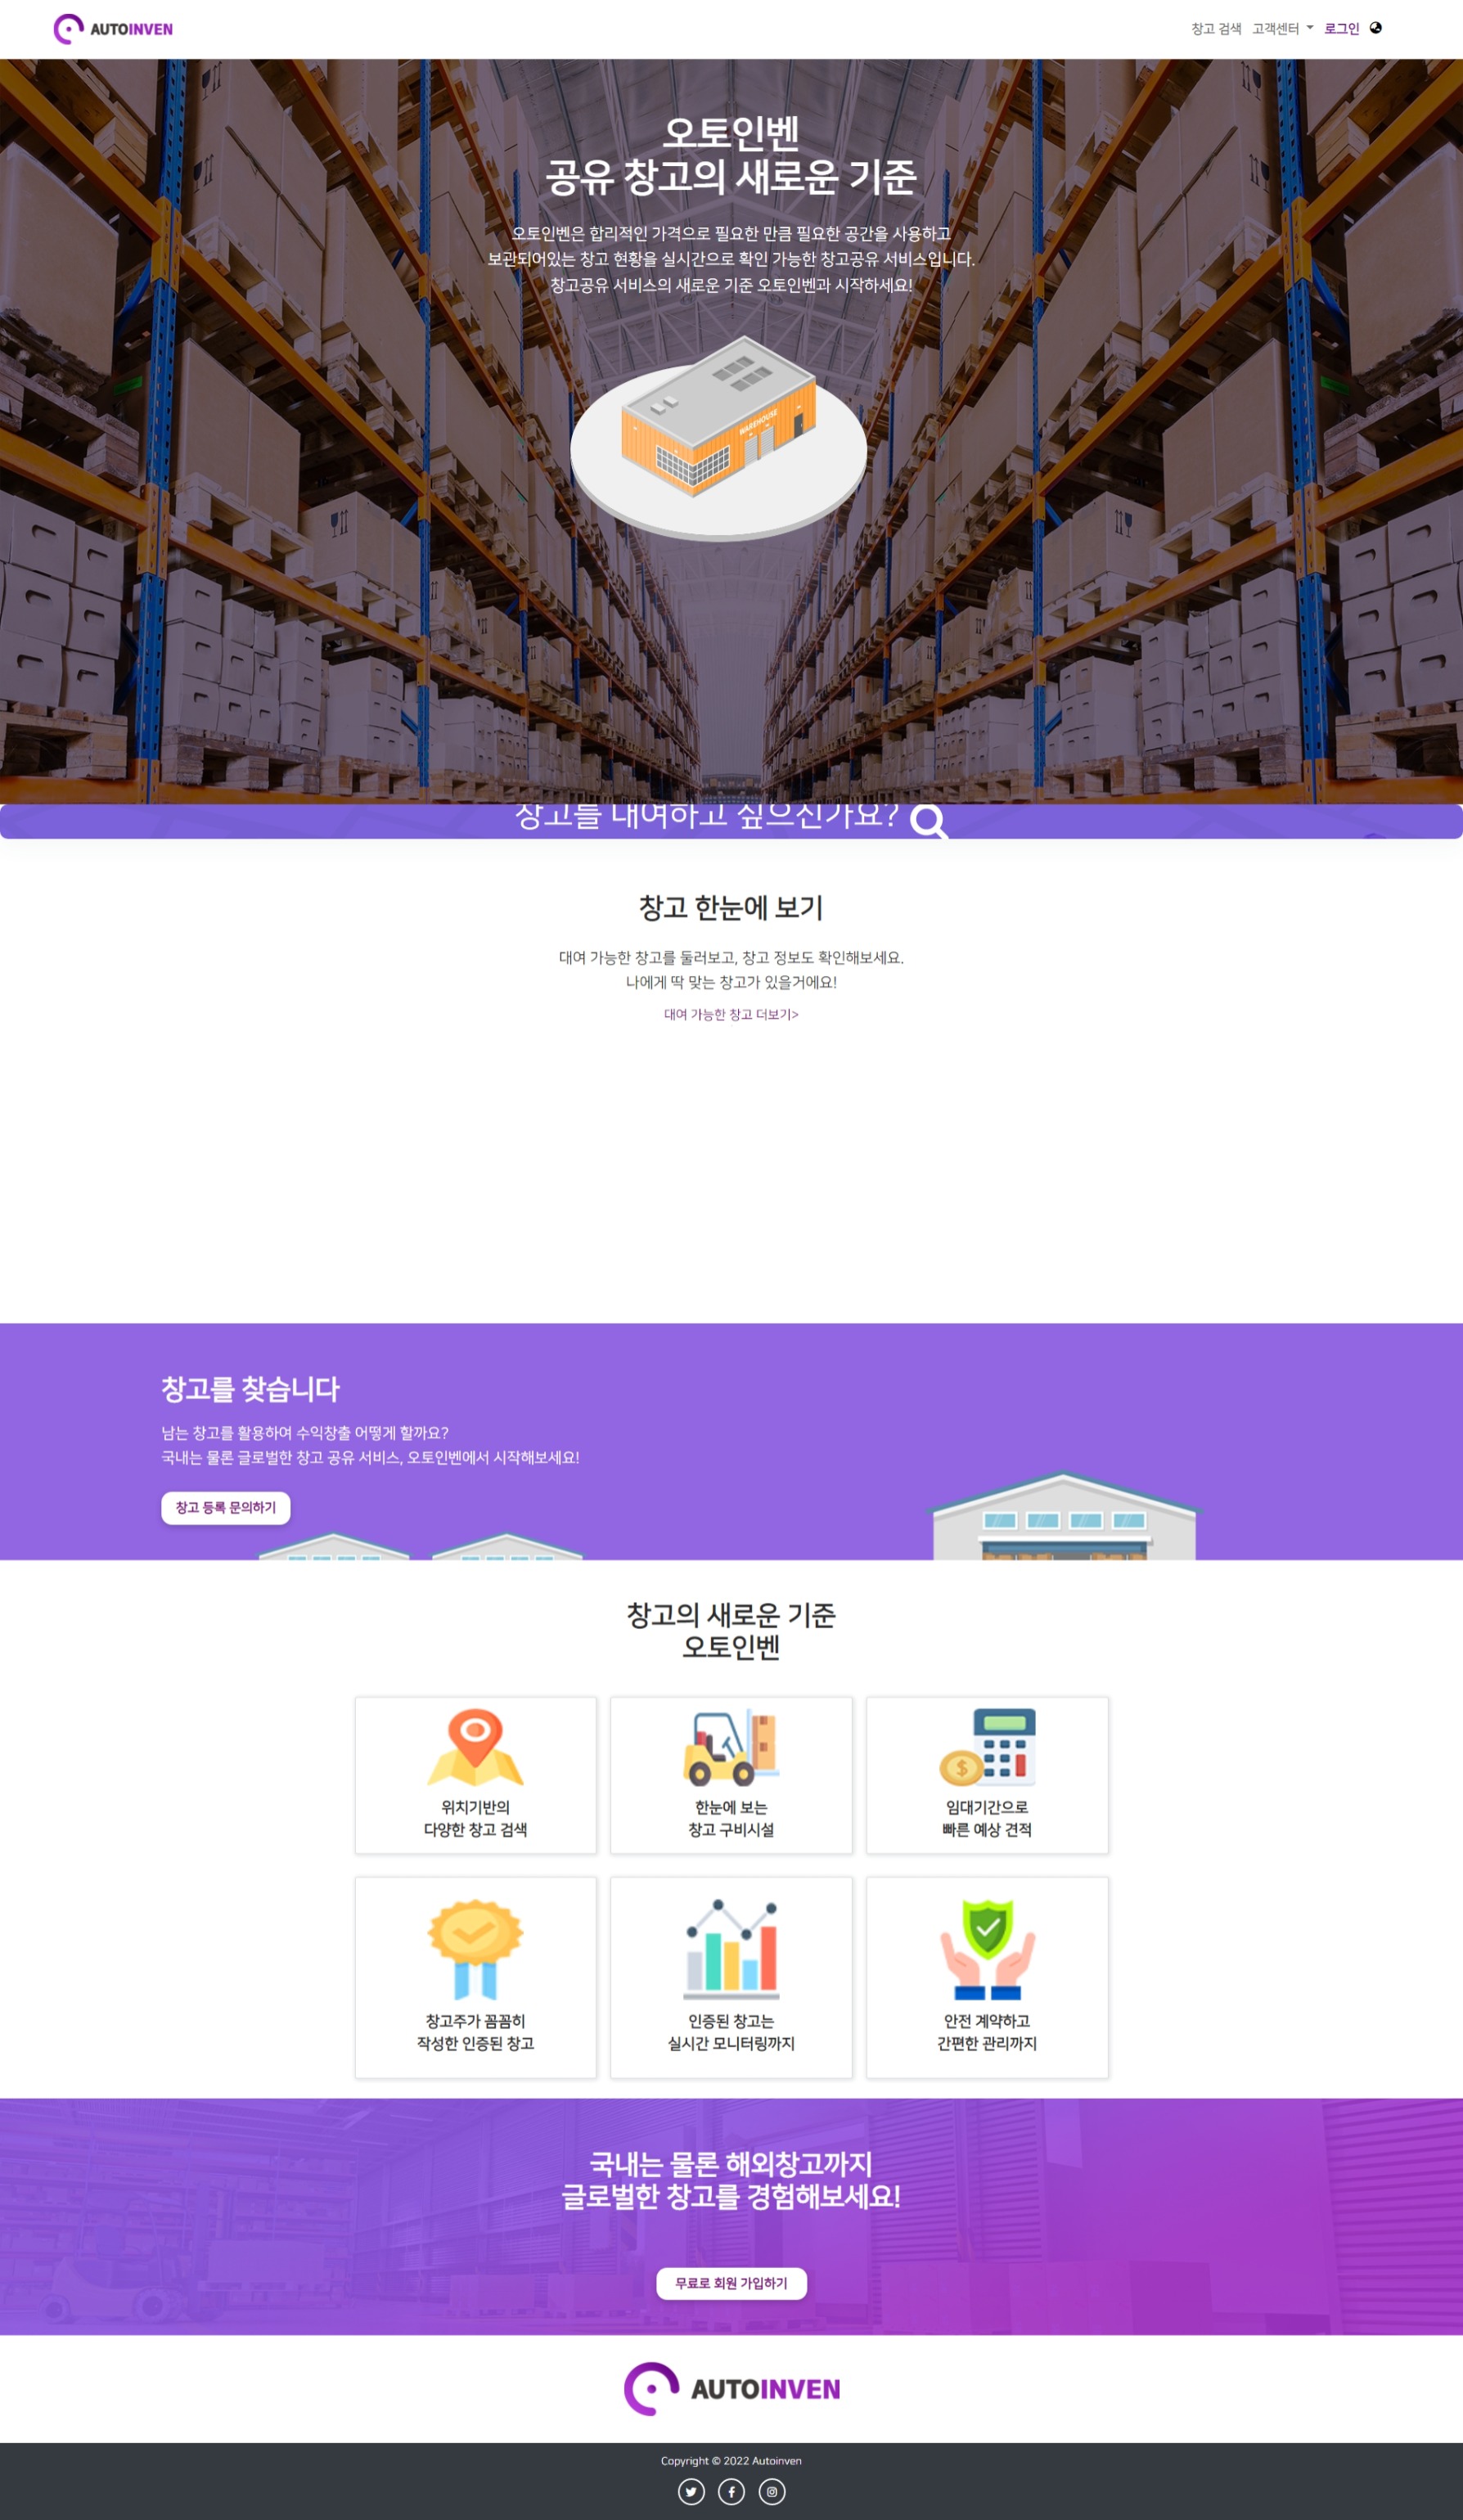 AUTOINVEN
창고 검색 고객센터 로그인
오토인벤
공유 창고의 새로운 기준
오토인벤은 합리적인 가격으로 필요한 만큼 필요한 공간을 사용하고
보관되어있는 창고 현황을 실시간으로 확인 가능한 창고공유 서비스입니다.
창고공유 서비스의 새로운 기준 오토인벤과 시작하세요!
WAREHOUSE
창고를 대여하고 싶으신가요?
창고 한눈에 보기
대여 가능한 창고를 둘러보고, 창고 정보도 확인해보세요.
나에게 딱 맞는 창고가 있을거에요!
대여 가능한 창고 더보기>
창고를 찾습니다
남는 창고를 활용하여 수익창출 어떻게 할까요?
국내는 물론 글로벌한 창고 공유 서비스, 오토인벤에서 시작해보세요!
창고 등록 문의하기
창고의 새로운 기준
오토인벤
위치기반의
다양한 창고 검색
한눈에 보는
창고 구비시설
임대기간으로
빠른 예상 견적
창고주가 꼼꼼히
작성한 인증된 창고
인증된 창고는
실시간 모니터링까지
안전 계약하고
간편한 관리까지
국내는 물론 해외창고까지
글로벌한 창고를 경험해보세요!
무료로 회원 가입하기
AUTOINVEN
Copyright © 2022 Autoinven